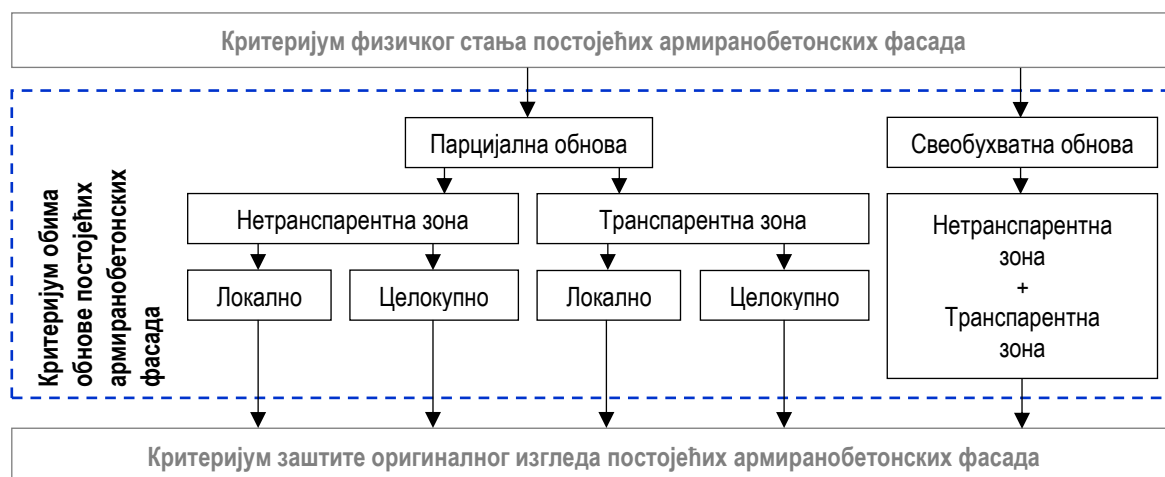 Критеријум физичког стања постојећих армиранобетонских фасада
Парцијална обнова
Свеобухватна обнова
Критеријум обима
обнове постојећих
армиранобетонских
фасада
Нетранспарентна зона
Транспарентна зона
Локално
Целокупно
Локално
Целокупно
Нетранспарентна
зона
+
Транспарентна
зона
Критеријум заштите оригиналног изгледа постојећих армиранобетонских фасада